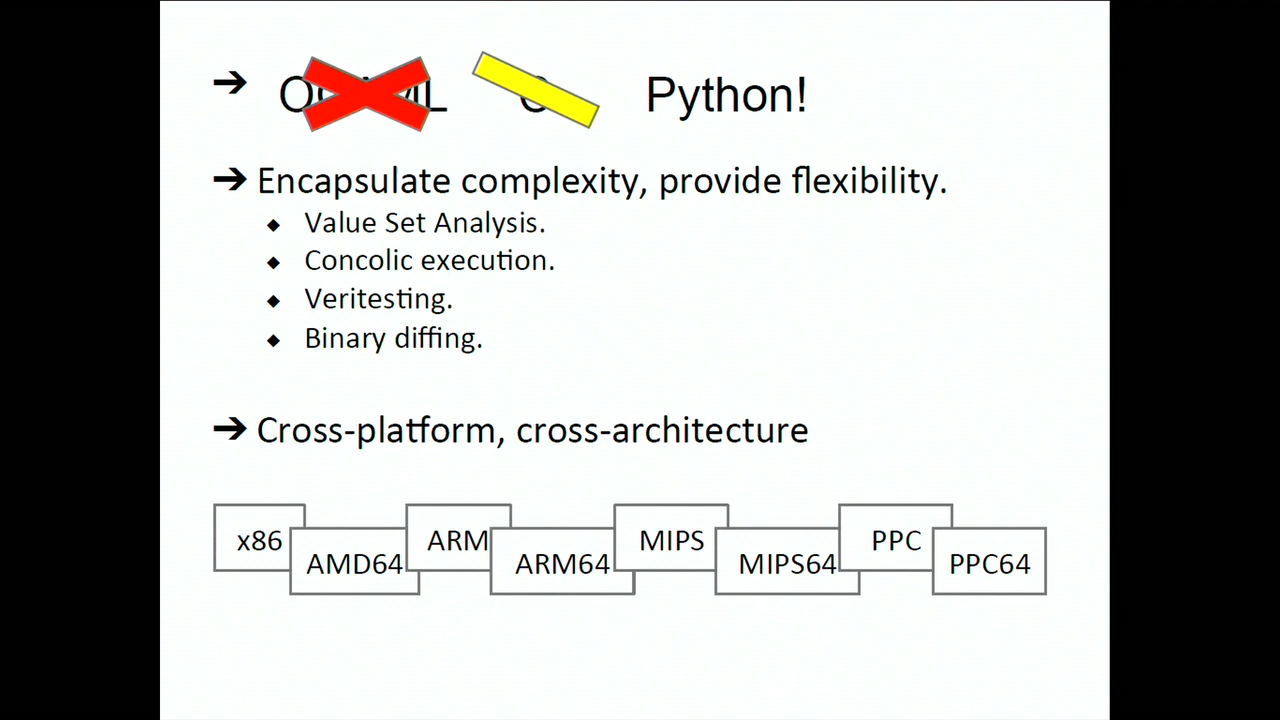 ➔ Python!
➔ Encapsulate complexity, provide flexibility.
◆ Value Set Analysis.
◆ Concolic execution.
◆ Veritesting.
◆ Binary diffing.
➔ Cross-platform, cross-architecture
x86 AMD64 ARM ARM64 MIPS MIPS64 PPC PPC64